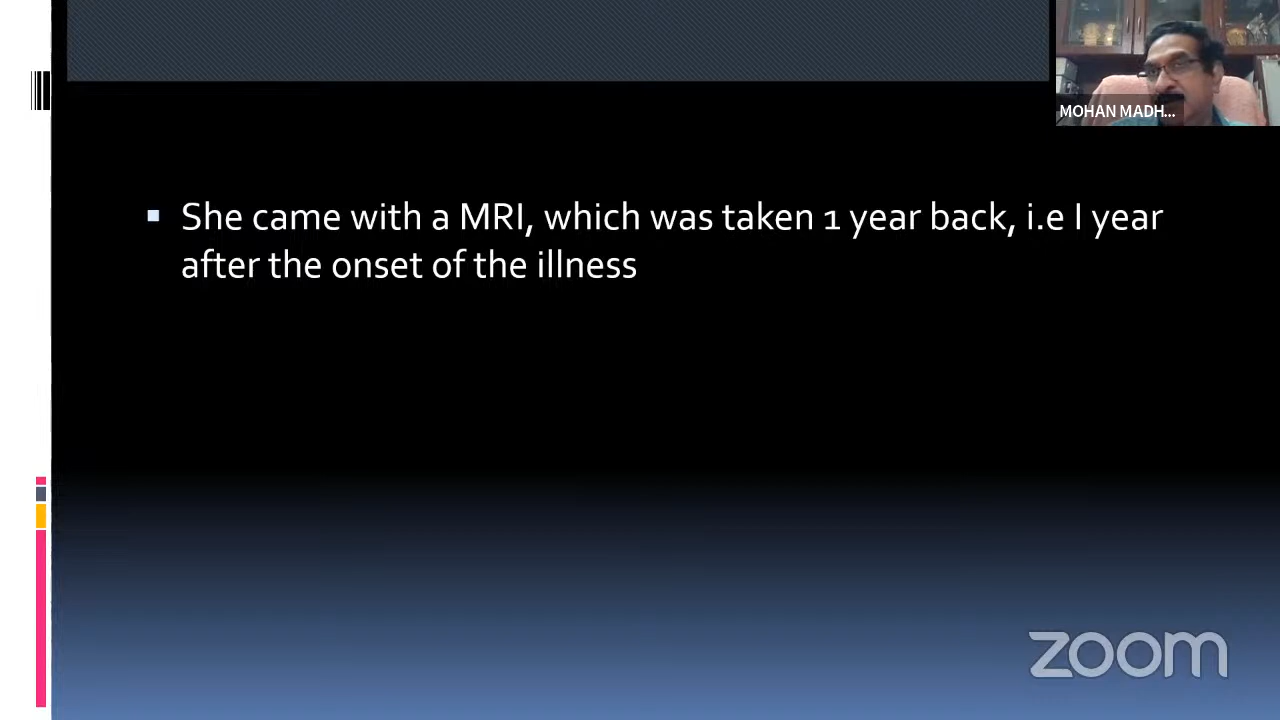 MOHAN MADH...
She came with a MRI, which was taken 1 year back, i.e I year
after the onset of the illness
zoom